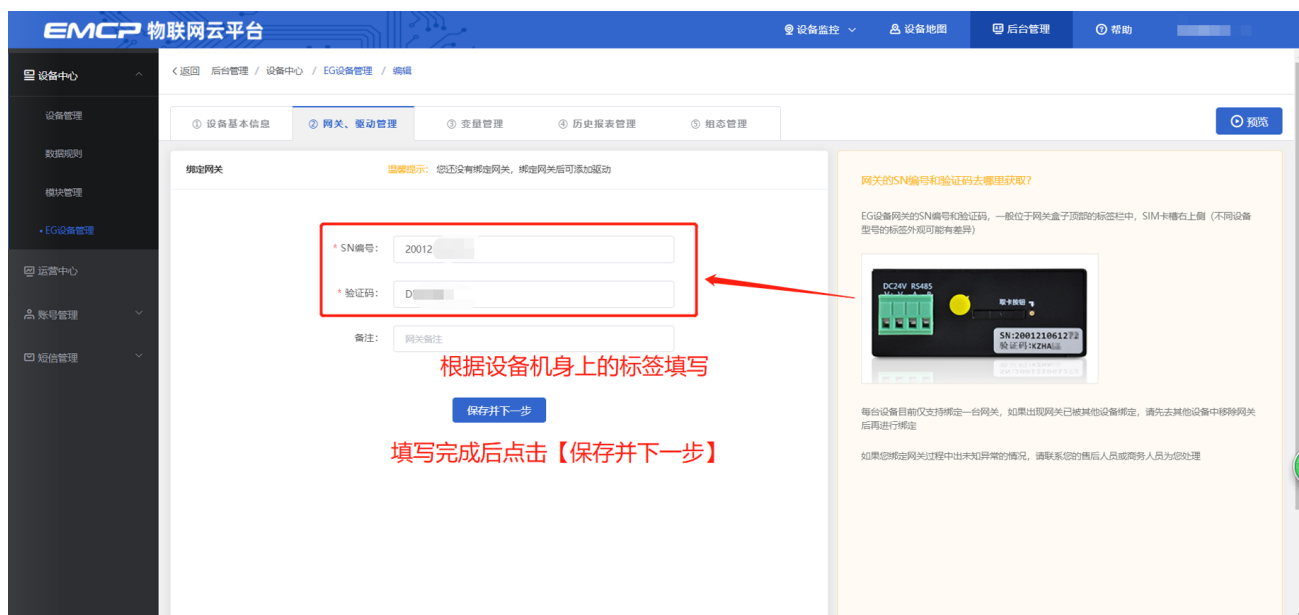 EMCP 物联网云平台
设备监控
设备地图
后台管理
帮助
设备中心
设备管理
数据规则
模块管理
• EG设备管理
运营中心
账号管理
短信管理
返回 后台管理 / 设备中心 / EG设备管理 / 编辑
① 设备基本信息
② 网关、驱动管理
③ 变量管理
④ 历史报表管理
⑤ 组态管理
预览
绑定网关
温馨提示： 您还没有绑定网关，绑定网关后可添加驱动
* SN编号： 20012
* 验证码： D
备注： 网关备注
根据设备机身上的标签填写
保存并下一步
填写完成后点击【保存并下一步】
网关的SN编号和验证码去哪里获取?
EG设备网关的SN编号和验证码，一般位于网关盒子顶部的标签栏中，SIM卡槽右上侧（不同设备
型号的标签外观可能有差异）
DC24V RS485
V- V+ A B
取卡按钮
SN:200121061272
验证码:KZHA
每台设备目前仅支持绑定一台网关，如果出现网关已被其他设备绑定，请先去其他设备中移除网关
后再进行绑定
如果您绑定网关过程中出未知异常的情况，请联系您的售后人员或商务人员为您处理